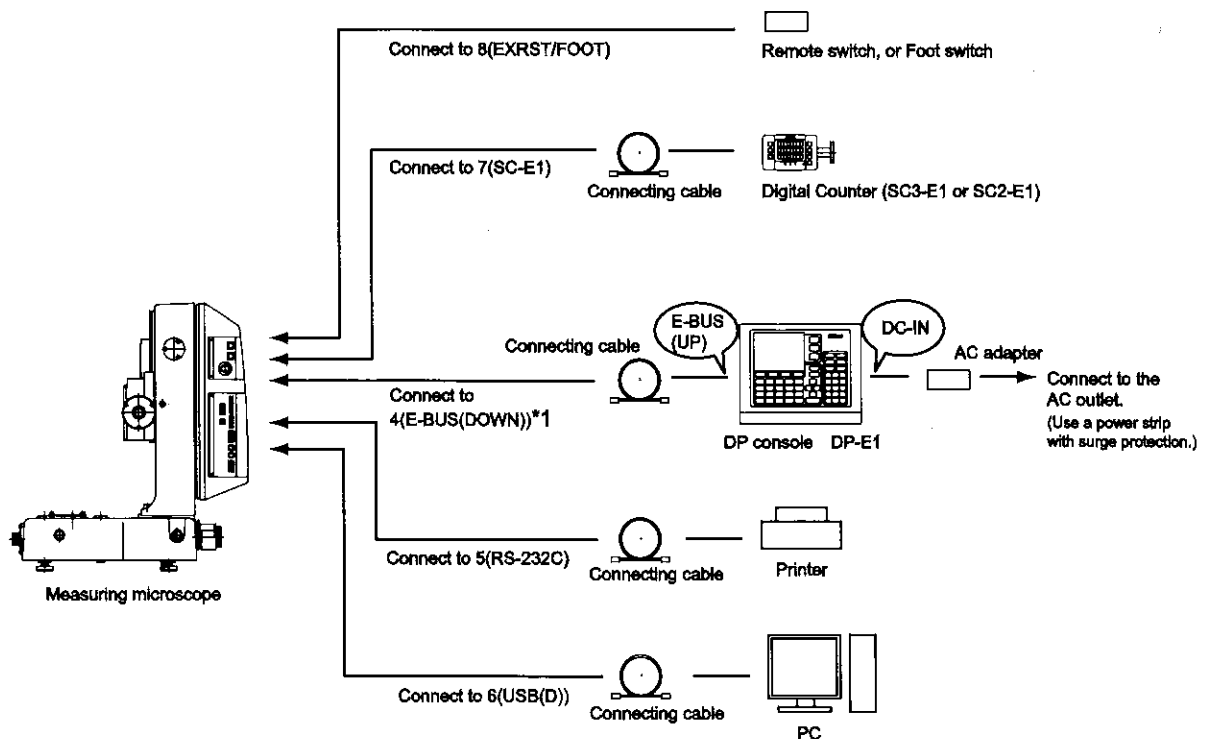 Connect to 8(EXRST/FOOT)
Remote switch, or Foot switch
Connect to 7(SC-E1)
Connecting cable
Digital Counter (SC3-E1 or SC2-E1)
E-BUS
(UP)
DC-IN
Connecting cable
AC adapter
Connect to
4(E-BUS(DOWN))*1
Connect to the
AC outlet.
(Use a power strip
with surge protection.)
DP console DP-E1
Connect to 5(RS-232C)
Connecting cable
Printer
Measuring microscope
Connect to 6(USB(D))
Connecting cable
PC